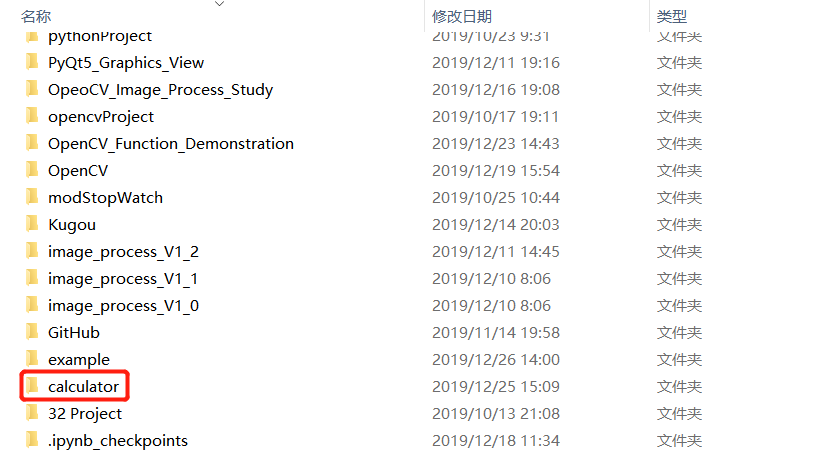 名称 修改日期 类型
pythonProject 2019/10/23 9:31 文件夹
PyQt5_Graphics_View 2019/12/11 19:16 文件夹
OpeoCV_Image_Process_Study 2019/12/16 19:08 文件夹
opencvProject 2019/10/17 19:11 文件夹
OpenCV_Function_Demonstration 2019/12/23 14:43 文件夹
OpenCV 2019/12/19 15:54 文件夹
modStopWatch 2019/10/25 10:44 文件夹
Kugou 2019/12/14 20:03 文件夹
image_process_V1_2 2019/12/11 14:45 文件夹
image_process_V1_1 2019/12/10 8:06 文件夹
image_process_V1_0 2019/12/10 8:06 文件夹
GitHub 2019/11/14 19:58 文件夹
example 2019/12/26 14:00 文件夹
calculator 2019/12/25 15:09 文件夹
32 Project 2019/10/13 21:08 文件夹
.ipynb_checkpoints 2019/12/18 11:34 文件夹